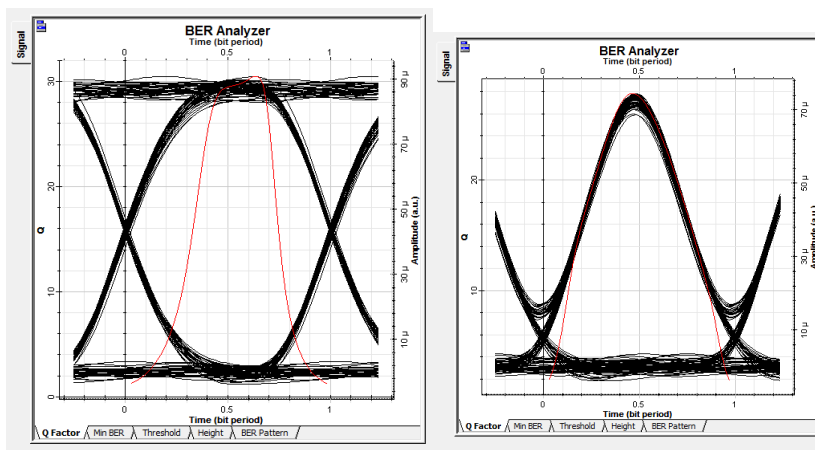 Signal
BER Analyzer
Time (bit period)
0 0.5 1
30
20
10
0
Q
90 µ
70 µ
50 µ
30 µ
10 µ
Amplitude (a.u.)
0 0.5 1
Time (bit period)
Q Factor Min BER Threshold Height BER Pattern
Signal
BER Analyzer
Time (bit period)
0 0.5 1
20
10
Q
70 µ
50 µ
30 µ
10 µ
Amplitude (a.u.)
0 0.5 1
Time (bit period)
Q Factor Min BER Threshold Height BER Pattern